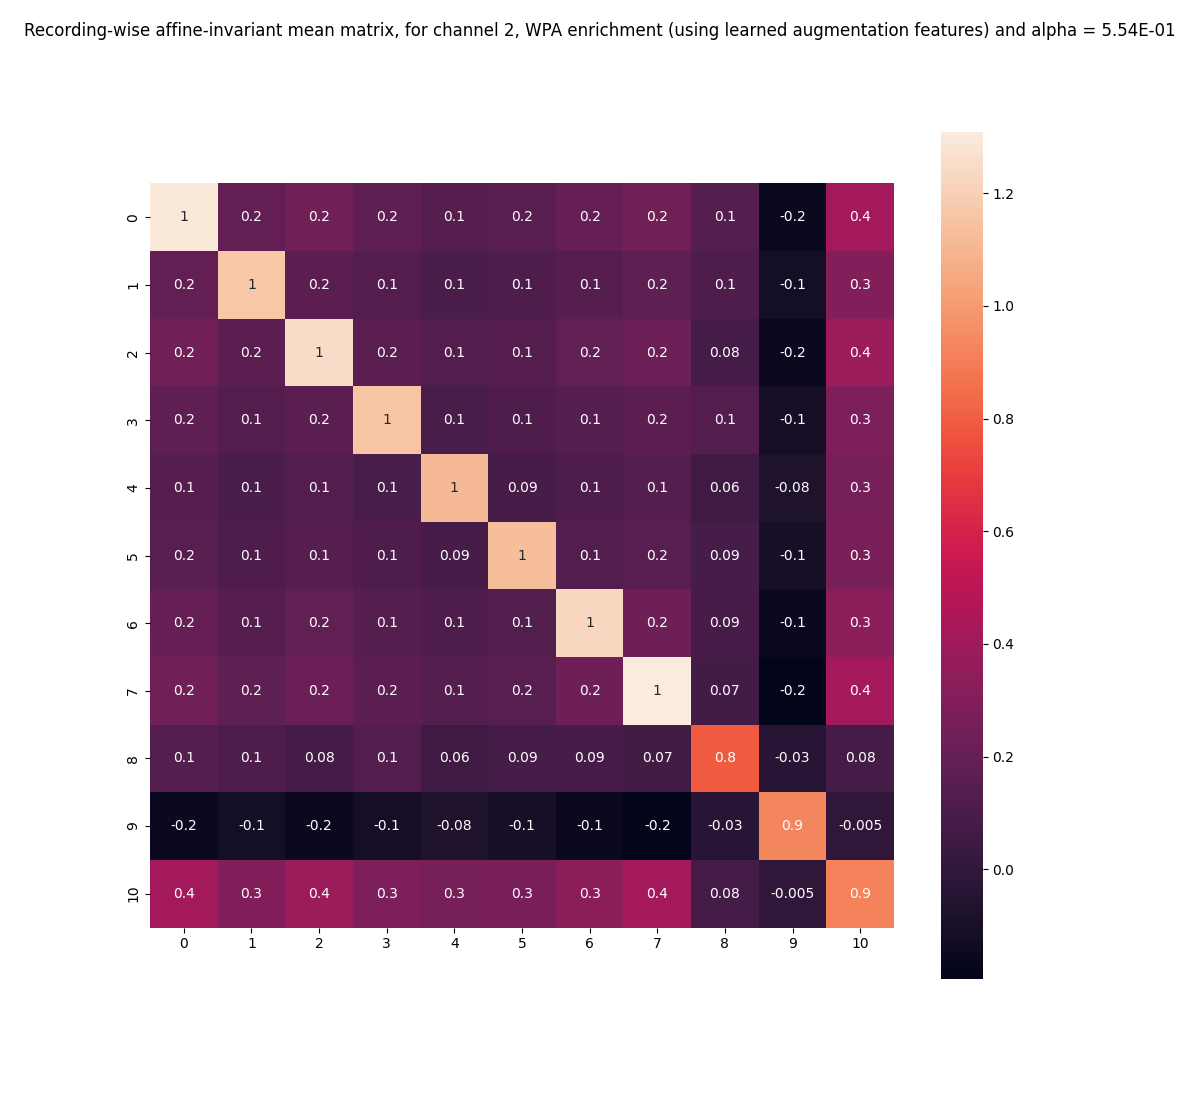 Recording-wise affine-invariant mean matrix, for channel 2, WPA enrichment (using learned augmentation features) and alpha = 5.54E-01
0 1 0.2 0.2 0.2 0.1 0.2 0.2 0.2 0.1 -0.2 0.4
1 0.2 1 0.2 0.1 0.1 0.1 0.1 0.2 0.1 -0.1 0.3
2 0.2 0.2 1 0.2 0.1 0.1 0.2 0.2 0.08 -0.2 0.4
3 0.2 0.1 0.2 1 0.1 0.1 0.1 0.2 0.1 -0.1 0.3
4 0.1 0.1 0.1 0.1 1 0.09 0.1 0.1 0.06 -0.08 0.3
5 0.2 0.1 0.1 0.1 0.09 1 0.1 0.2 0.09 -0.1 0.3
6 0.2 0.1 0.2 0.1 0.1 0.1 1 0.2 0.09 -0.1 0.3
7 0.2 0.2 0.2 0.2 0.1 0.2 0.2 1 0.07 -0.2 0.4
8 0.1 0.1 0.08 0.1 0.06 0.09 0.09 0.07 0.8 -0.03 0.08
9 -0.2 -0.1 -0.2 -0.1 -0.08 -0.1 -0.1 -0.2 -0.03 0.9 -0.005
10 0.4 0.3 0.4 0.3 0.3 0.3 0.3 0.4 0.08 -0.005 0.9
0 1 2 3 4 5 6 7 8 9 10
1.2
1.0
0.8
0.6
0.4
0.2
0.0